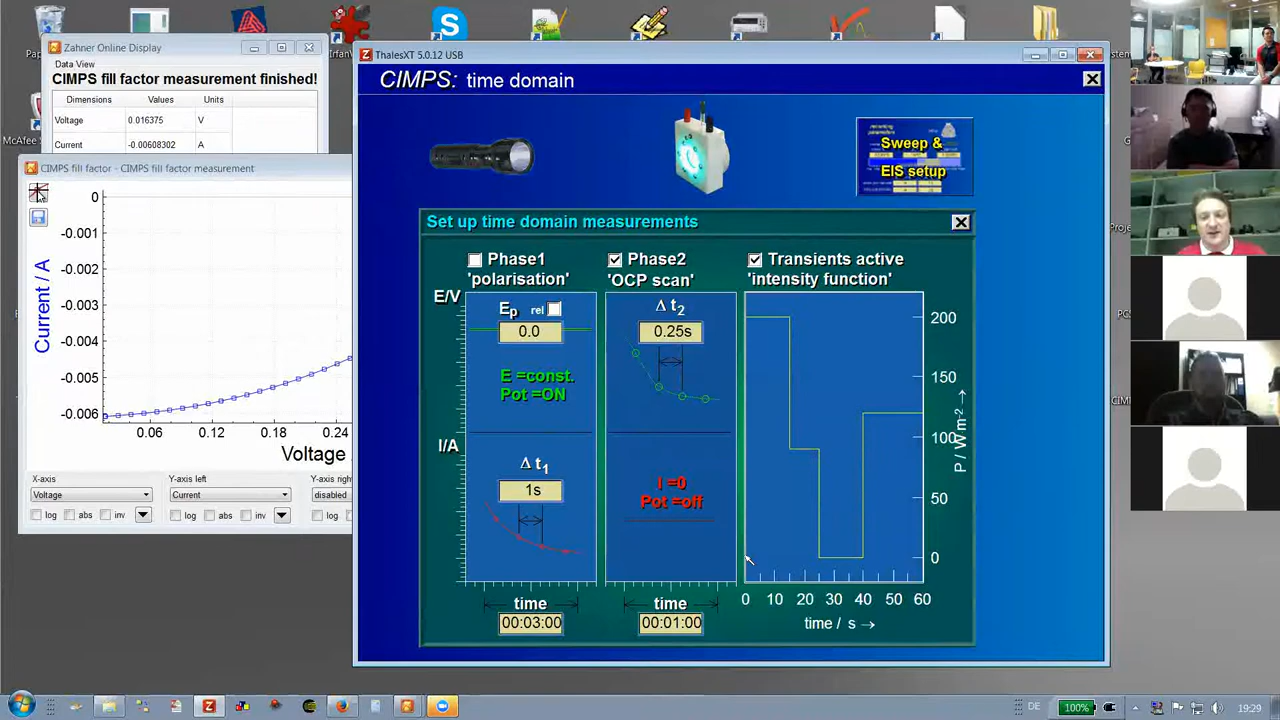 Zahner Online Display
Data View
CIMPS fill factor measurement finished!
Dimensions Values Units
Voltage 0.016375 V
Current -0.00608302 A
McAfee
CIMPS fill factor - CIMPS fill factor measurement
0
-0.001
-0.002
-0.003
-0.004
-0.005
-0.006
Current / A
0.06 0.12 0.18 0.24
Voltage
X-axis Y-axis left Y-axis right
Voltage Current disabled
log abs inv log abs inv log
ThalesXT 5.0.12 USB
CIMPS: time domain
Sweep &
EIS setup
Set up time domain measurements
Phase1
'polarisation'
Phase2
'OCP scan'
Transients active
'intensity function'
E/V
Ep rel
0.0
E =const.
Pot =ON
I/A
Δ t1
1s
time
00:03:00
Δ t2
0.25s
I =0
Pot =off
time
00:01:00
200
150
100
50
0
P / W m-2 →
0 10 20 30 40 50 60
time / s →
DE 100% 19:29